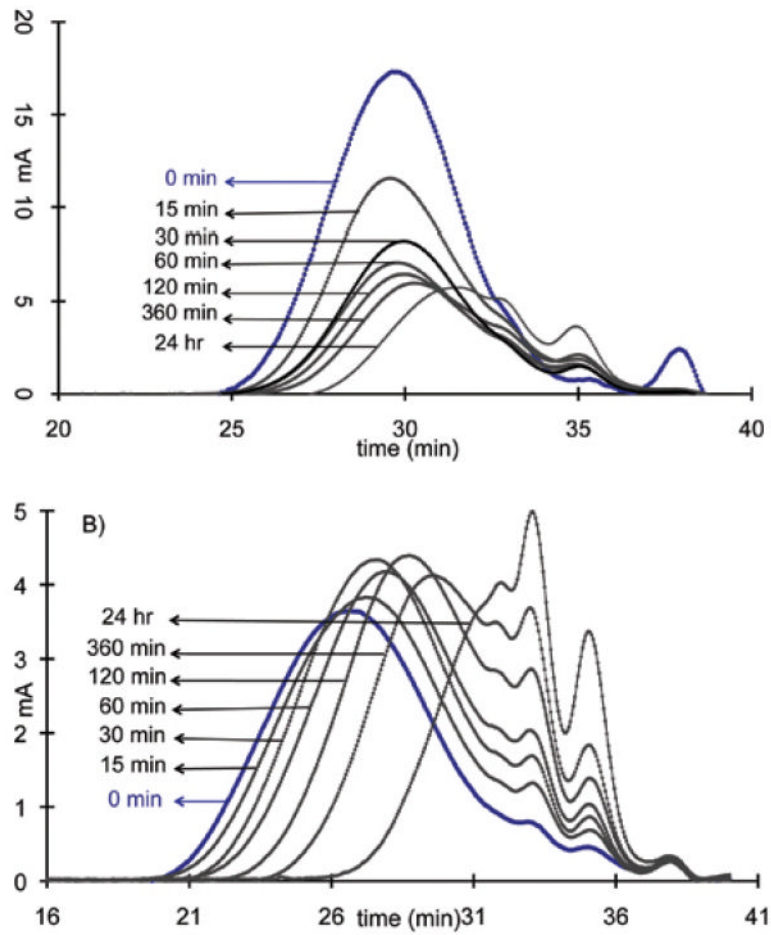 20
15
mA
10
5
0
0 min
15 min
30 min
60 min
120 min
360 min
24 hr
20 25 30 35 40
time (min)
B)
5
4
3
mA
2
1
0
24 hr
360 min
120 min
60 min
30 min
15 min
0 min
16 21 26 31 36 41
time (min)